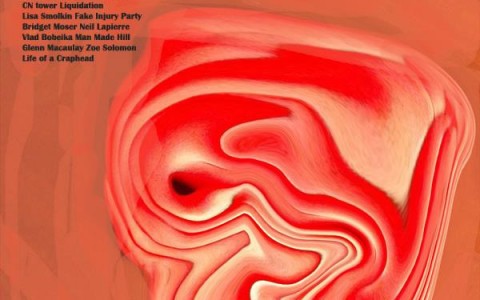 CN tower Liquidation
Lisa Smolkin Fake Injury Party
Bridget Moser Neil Lapierre
Vlad Bobeika Man Made Hill
Glenn Macaulay Zoe Solomon
Life of a Craphead